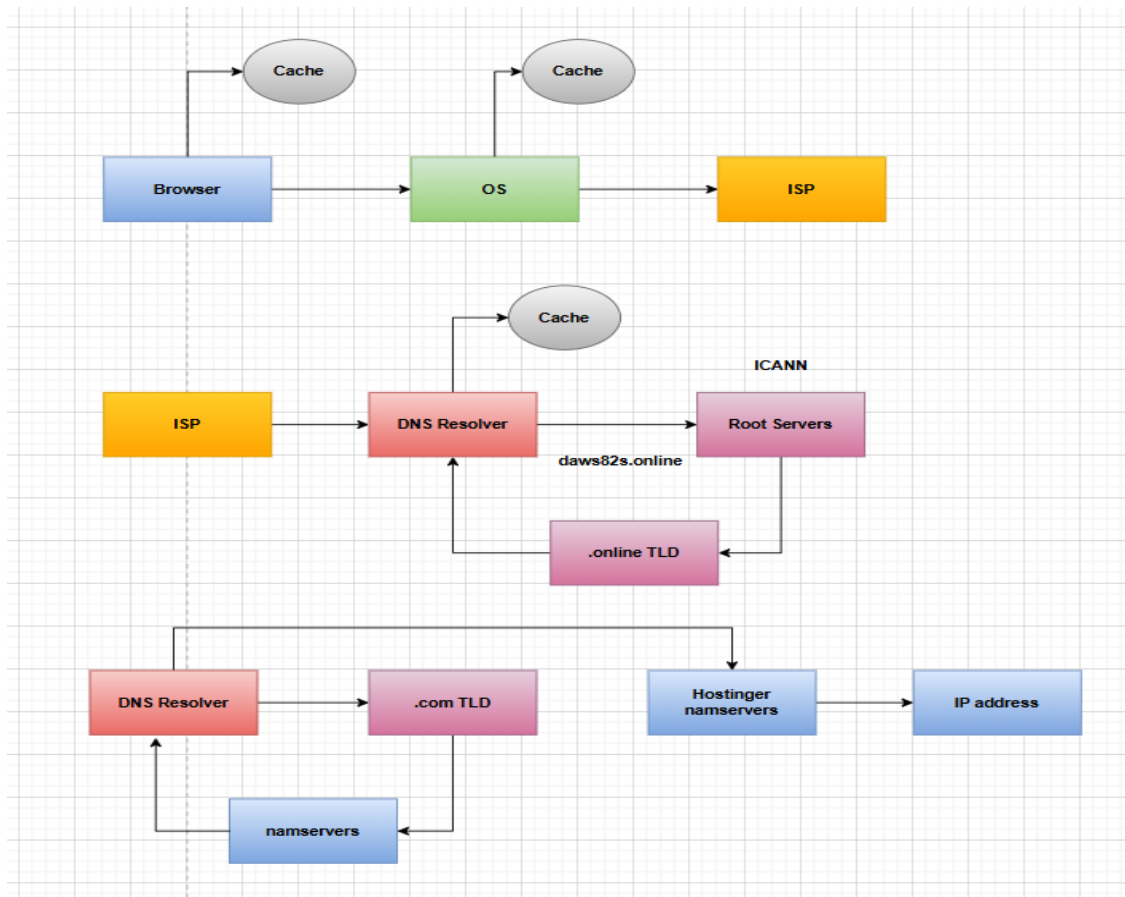 Cache
Cache
Browser
OS
ISP
Cache
ICANN
ISP
DNS Resolver
Root Servers
daws82s.online
.online TLD
DNS Resolver
.com TLD
Hostinger
namservers
IP address
namservers